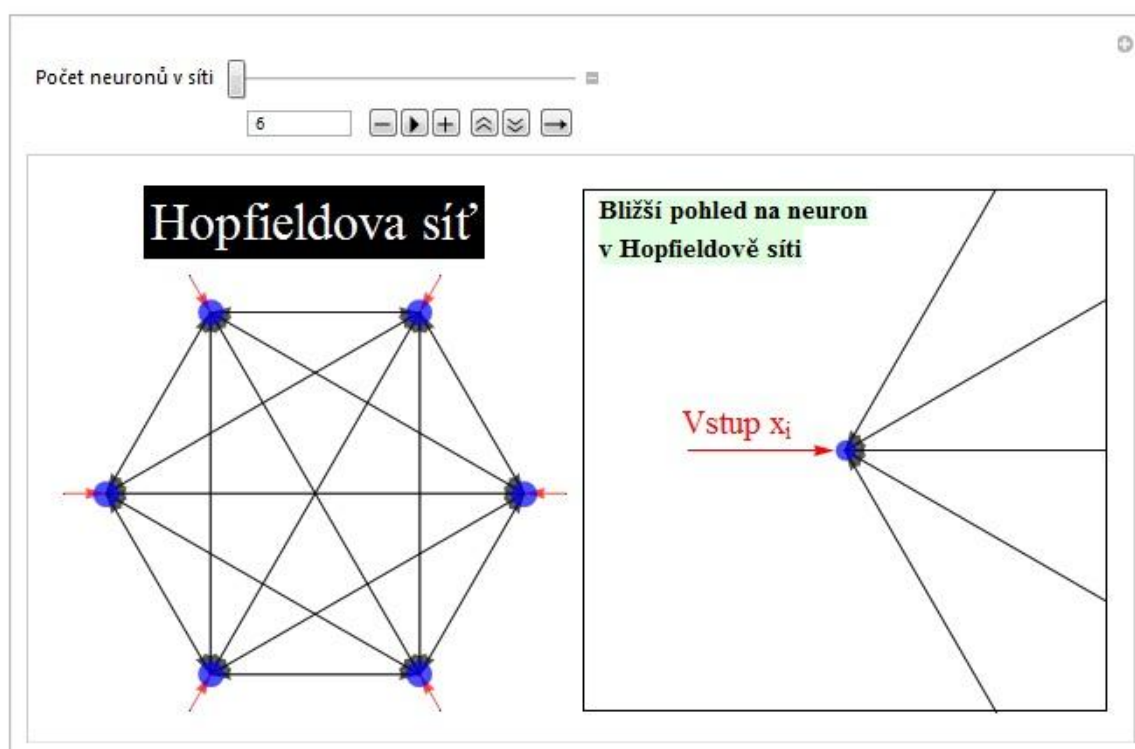 Počet neuronů v síti
6
Hopfieldova síť
Bližší pohled na neuron
v Hopfieldově síti
Vstup xᵢ